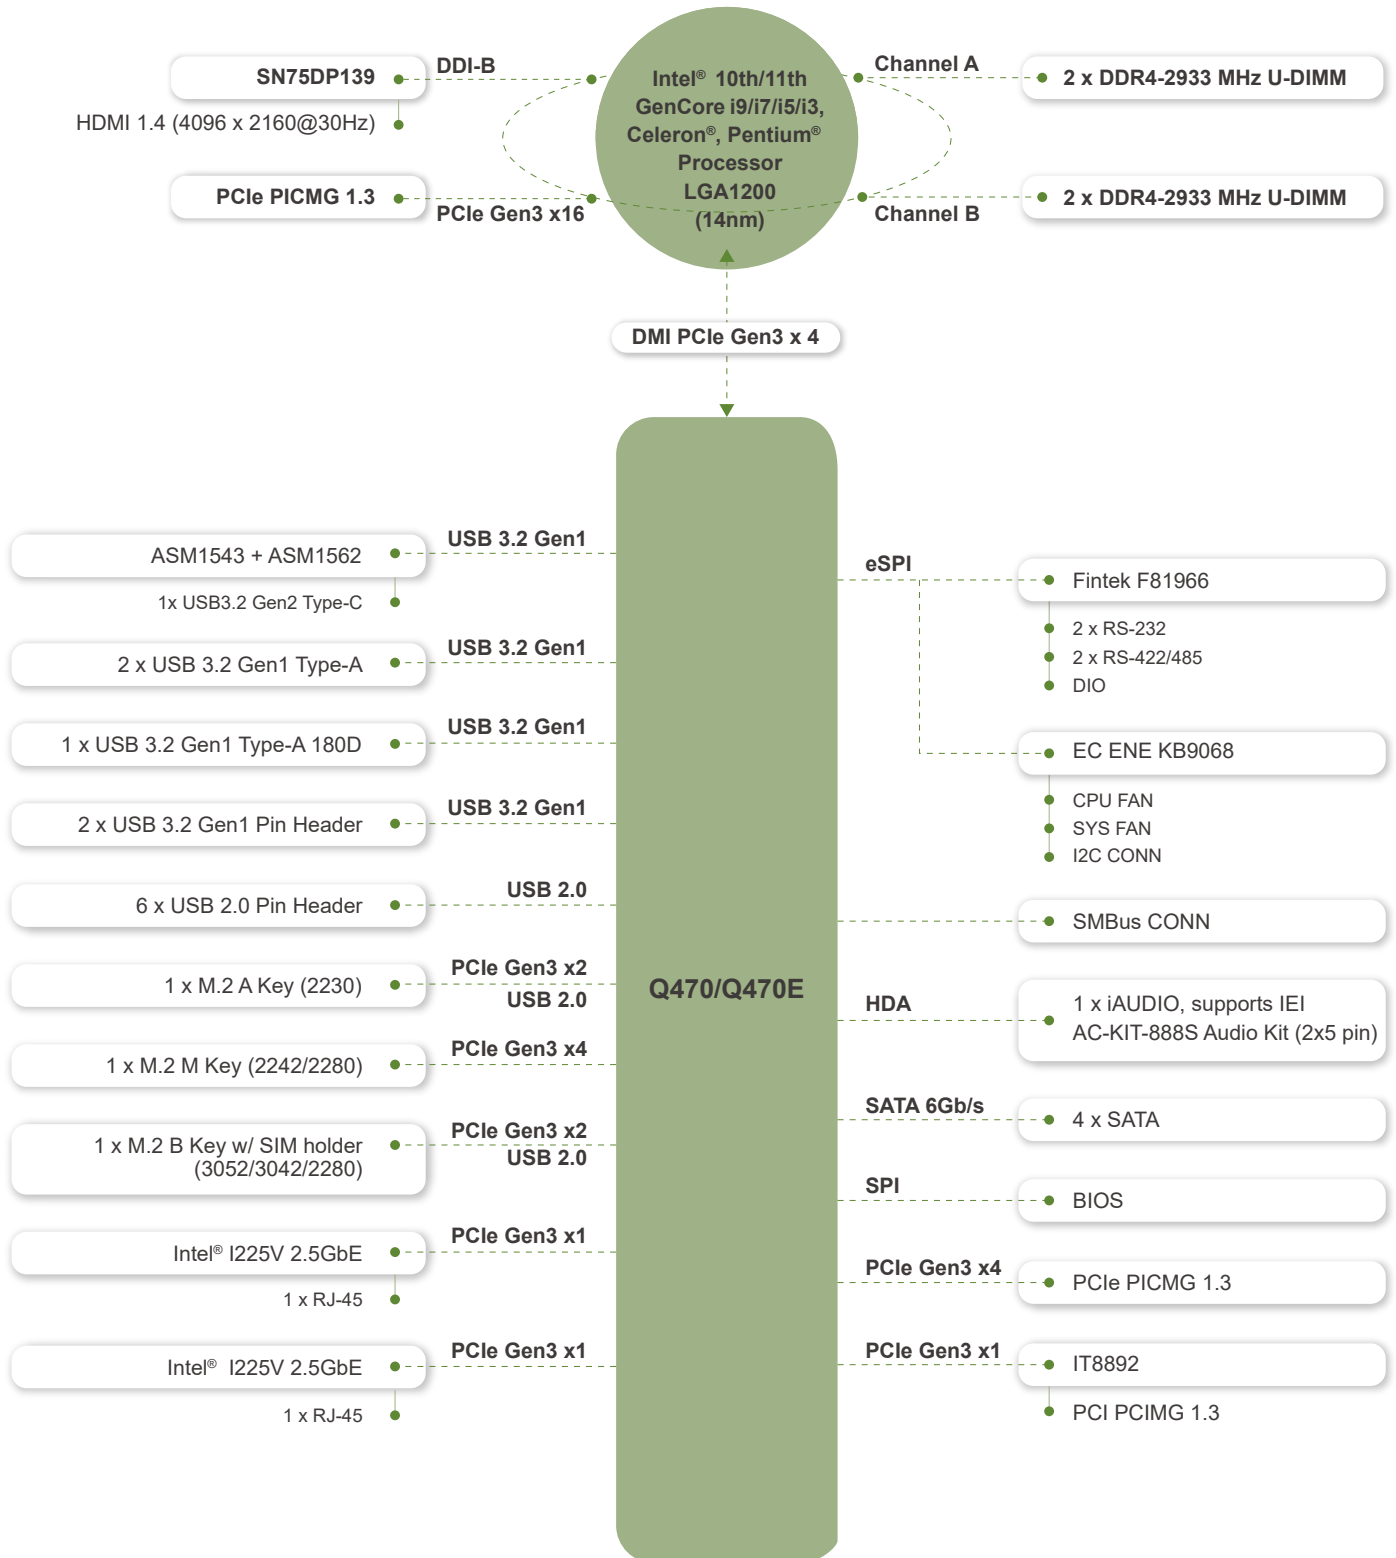 SN75DP139
DDI-B
HDMI 1.4 (4096 x 2160@30Hz)
PCIe PICMG 1.3
PCIe Gen3 x16
Intel® 10th/11th
GenCore i9/i7/i5/i3,
Celeron®, Pentium®
Processor
LGA1200
(14nm)
Channel A
2 x DDR4-2933 MHz U-DIMM
Channel B
2 x DDR4-2933 MHz U-DIMM
DMI PCIe Gen3 x 4
Q470/Q470E
USB 3.2 Gen1
ASM1543 + ASM1562
1x USB3.2 Gen2 Type-C
USB 3.2 Gen1
2 x USB 3.2 Gen1 Type-A
USB 3.2 Gen1
1 x USB 3.2 Gen1 Type-A 180D
USB 3.2 Gen1
2 x USB 3.2 Gen1 Pin Header
USB 2.0
6 x USB 2.0 Pin Header
PCIe Gen3 x2
1 x M.2 A Key (2230)
USB 2.0
PCIe Gen3 x4
1 x M.2 M Key (2242/2280)
PCIe Gen3 x2
1 x M.2 B Key w/ SIM holder
(3052/3042/2280)
USB 2.0
PCIe Gen3 x1
Intel® I225V 2.5GbE
1 x RJ-45
PCIe Gen3 x1
Intel® I225V 2.5GbE
1 x RJ-45
eSPI
Fintek F81966
2 x RS-232
2 x RS-422/485
DIO
EC ENE KB9068
CPU FAN
SYS FAN
I2C CONN
SMBus CONN
HDA
1 x iAUDIO, supports IEI
AC-KIT-888S Audio Kit (2x5 pin)
SATA 6Gb/s
4 x SATA
SPI
BIOS
PCIe Gen3 x4
PCIe PICMG 1.3
PCIe Gen3 x1
IT8892
PCI PCIMG 1.3